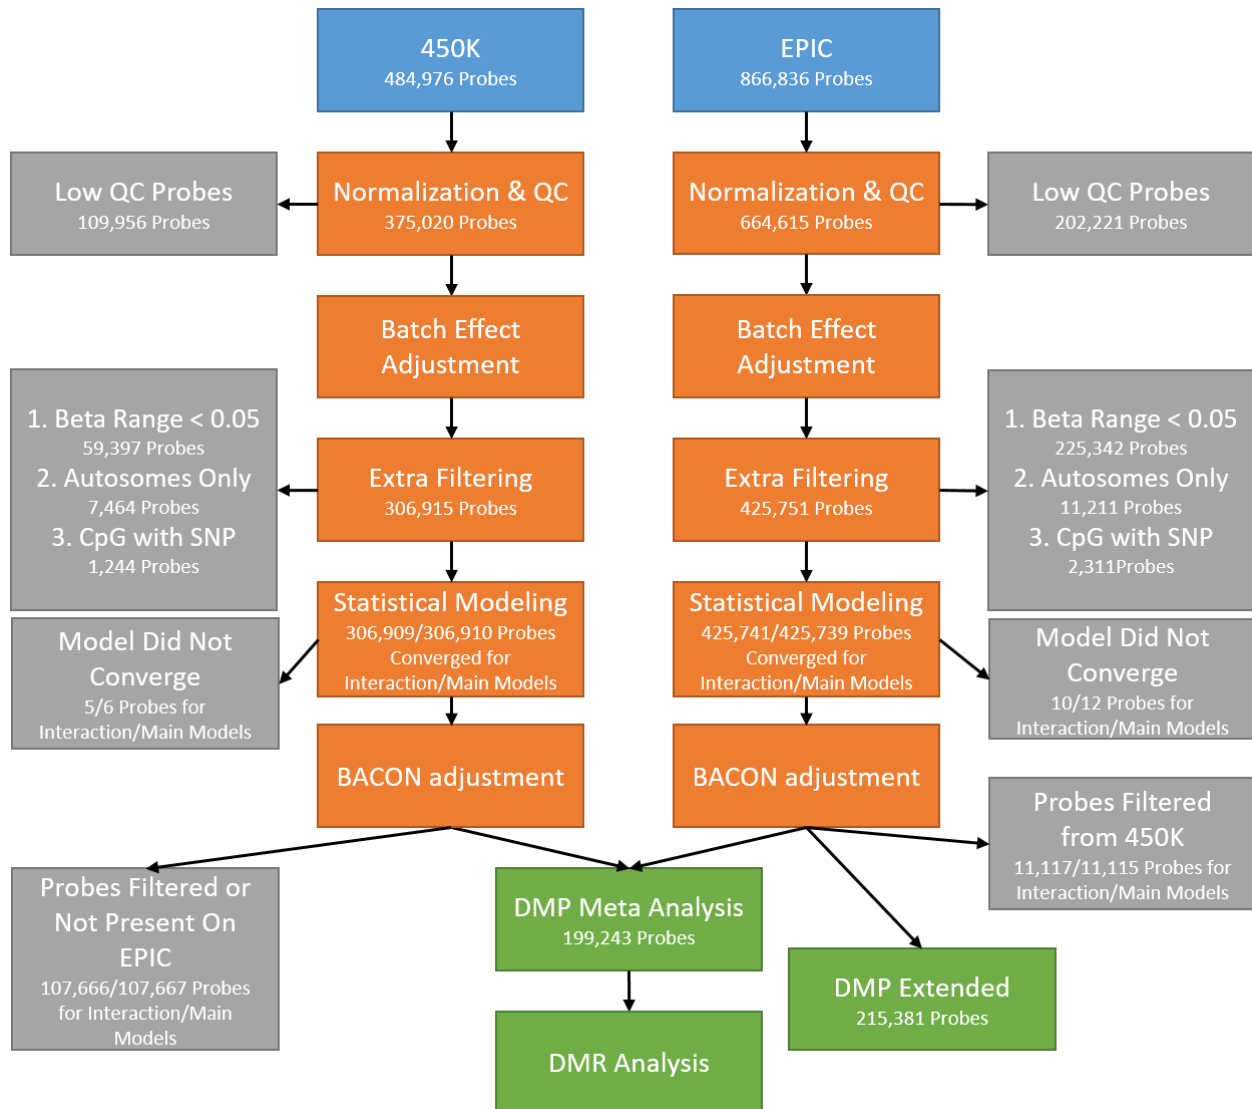 450K
484,976 Probes
EPIC
866,836 Probes
Low QC Probes
109,956 Probes
Normalization & QC
375,020 Probes
Normalization & QC
664,615 Probes
Low QC Probes
202,221 Probes
Batch Effect
Adjustment
Batch Effect
Adjustment
1. Beta Range < 0.05
59,397 Probes
2. Autosomes Only
7,464 Probes
3. CpG with SNP
1,244 Probes
Extra Filtering
306,915 Probes
Extra Filtering
425,751 Probes
1. Beta Range < 0.05
225,342 Probes
2. Autosomes Only
11,211 Probes
3. CpG with SNP
2,311Probes
Statistical Modeling
306,909/306,910 Probes
Converged for
Interaction/Main Models
Statistical Modeling
425,741/425,739 Probes
Converged for
Interaction/Main Models
Model Did Not
Converge
5/6 Probes for
Interaction/Main Models
Model Did Not
Converge
10/12 Probes for
Interaction/Main Models
BACON adjustment
BACON adjustment
Probes Filtered
from 450K
11,117/11,115 Probes for
Interaction/Main Models
Probes Filtered or
Not Present On
EPIC
107,666/107,667 Probes
for Interaction/Main
Models
DMP Meta Analysis
199,243 Probes
DMP Extended
215,381 Probes
DMR Analysis